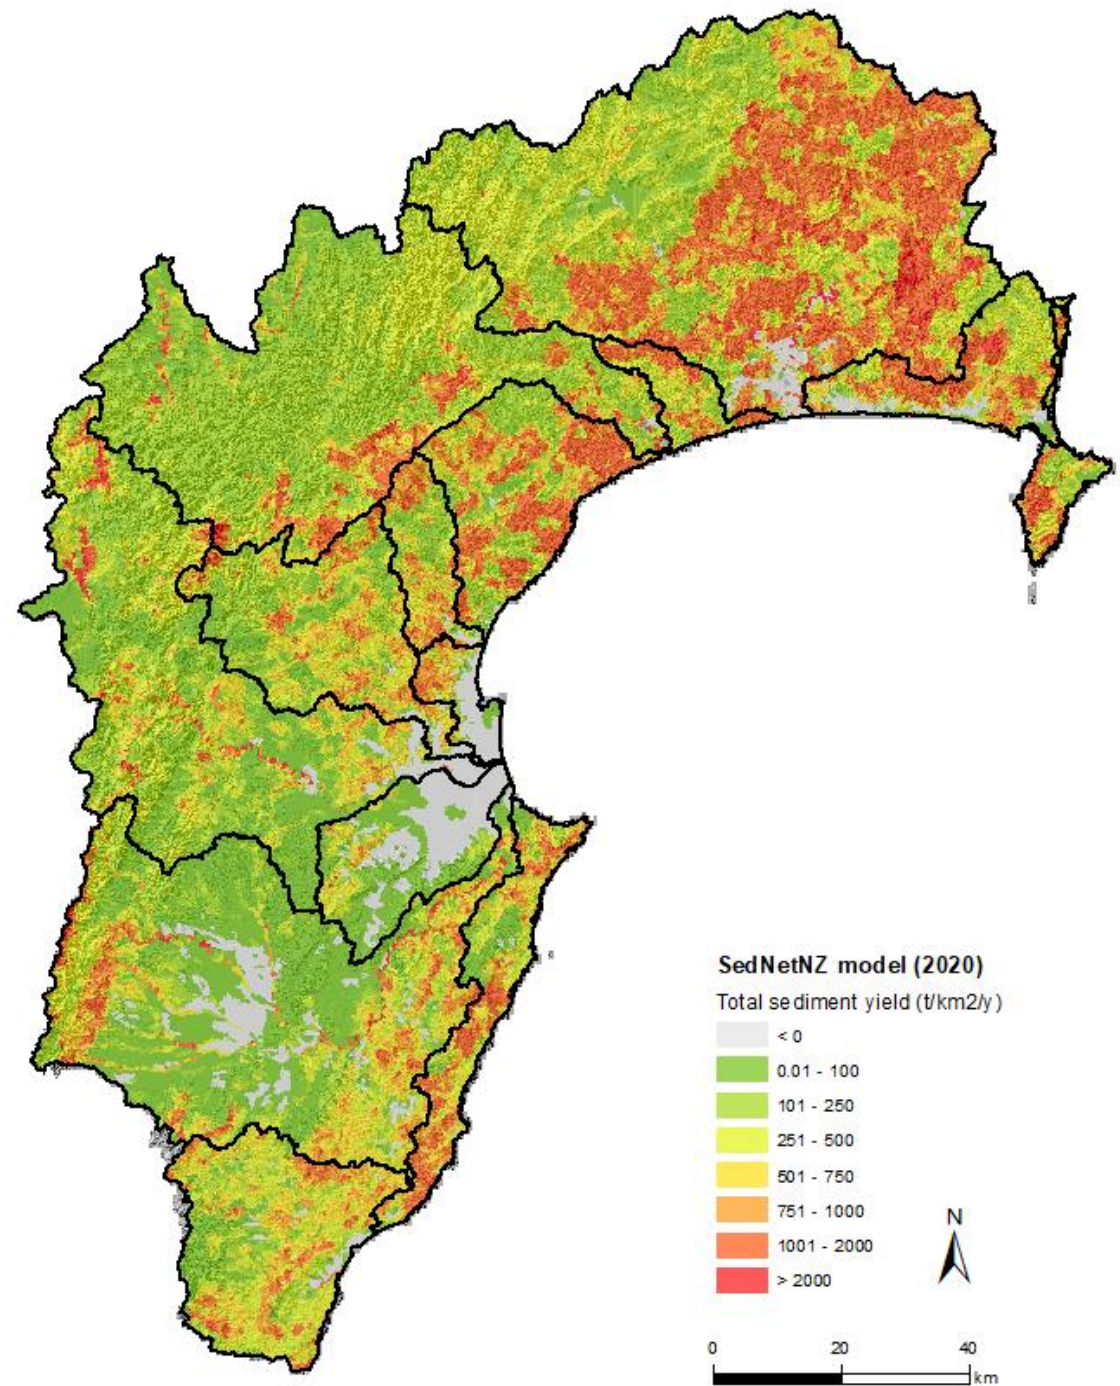 SedNetNZ model (2020)
Total sediment yield (t/km2/y)
< 0
0.01 - 100
101 - 250
251 - 500
501 - 750
751 - 1000
1001 - 2000
> 2000
N
0 20 40
km